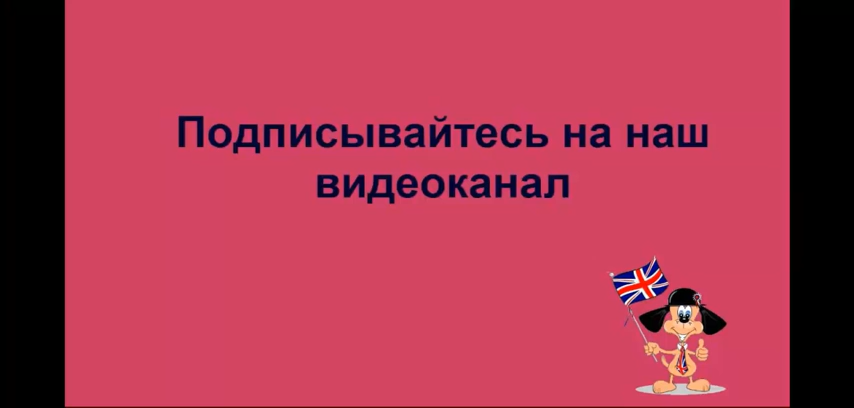 Подписывайтесь на наш
видеоканал